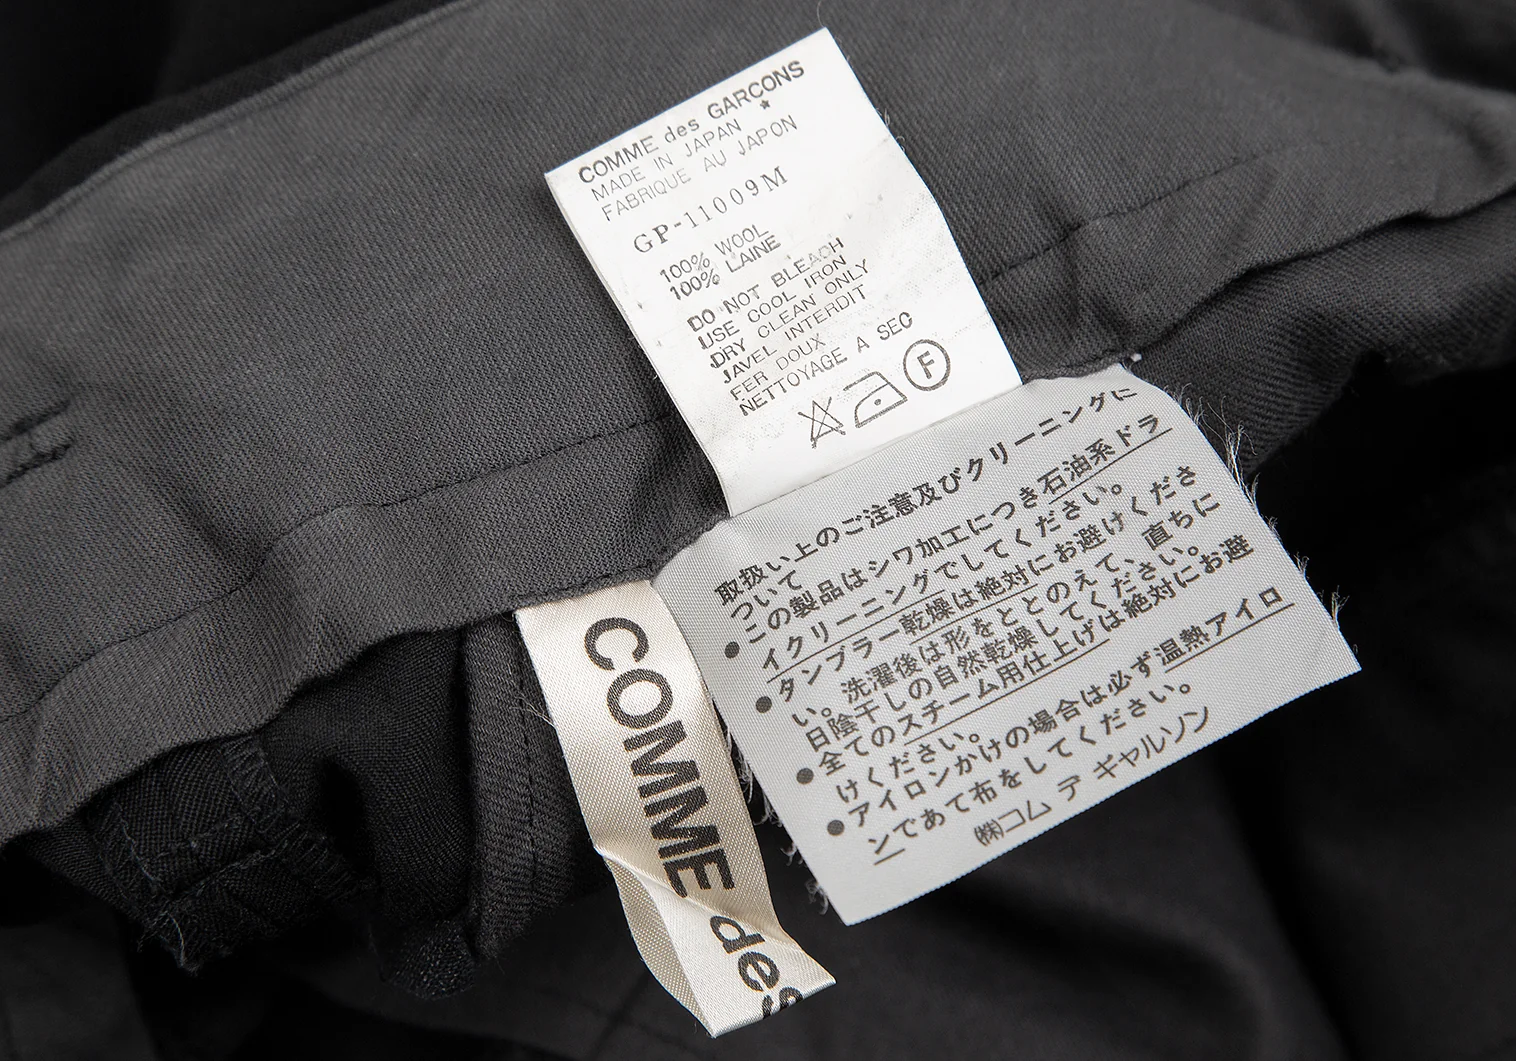 COMME des GARCONS
MADE IN JAPAN *
FABRIQUE AU JAPON
GP-11009M
100% WOOL
100% LAINE
DO NOT BLEACH
USE COOL IRON
DRY CLEAN ONLY
JAVEL INTERDIT
FER DOUX
NETTOYAGE A SEC
F
取扱い上のご注意及びクリーニングに
ついて
●この製品はシワ加工につき石油系ドラ
イクリーニングでしてください。
●タンブラー乾燥は絶対にお避けくださ
い。洗濯後は形をととのえて、直ちに
日陰干しの自然乾燥してください。
●全てのスチーム用仕上げは絶対にお避
けください。
●アイロンかけの場合は必ず温熱アイロ
ンであて布をしてください。
㈱コム デ ギャルソン
COMME des